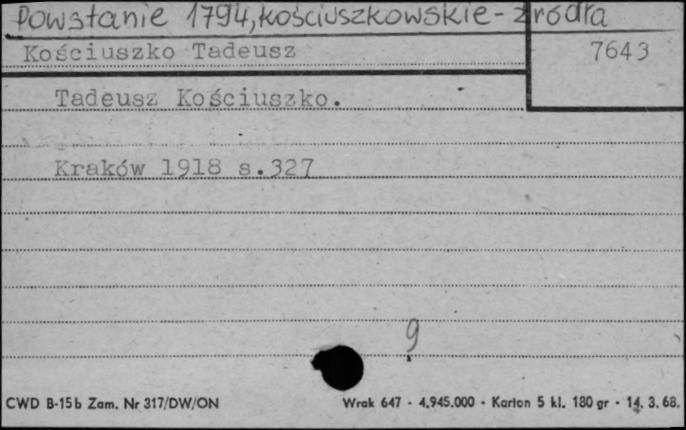 Powstanie 1794, kościuszkowskie - źródła
Kościuszko Tadeusz
7643
Tadeusz Kościuszko.
Kraków 1918 s.327
9
CWD B-15b Zam. Nr 317/DW/ON
Wrak 647 - 4.945.000 - Karton 5 kl. 180 gr - 14. 3. 68.